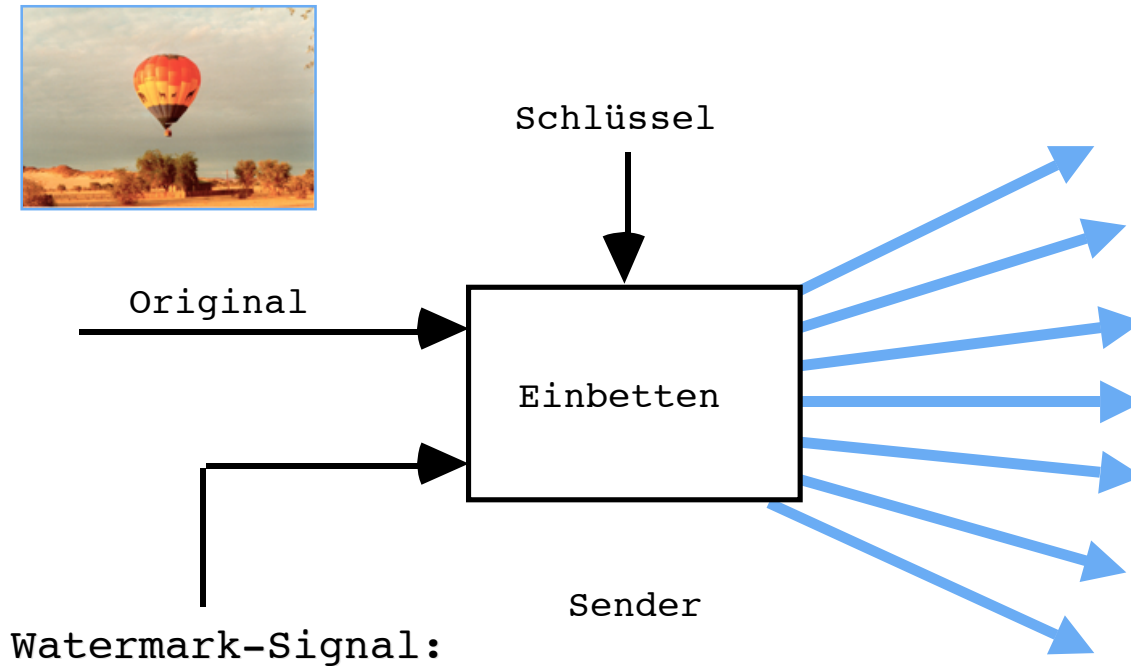 Schlüssel
Original
Einbetten
Sender
Watermark-Signal: